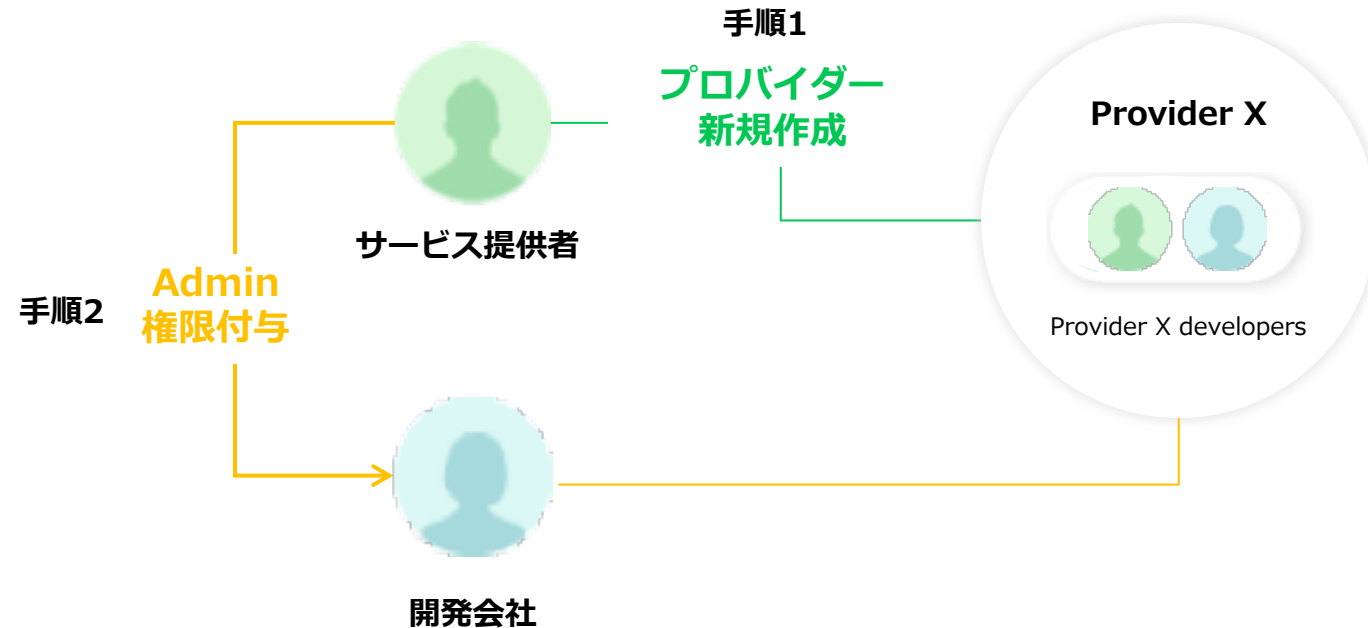 手順1
プロバイダー
新規作成
Provider X
サービス提供者
Provider X developers
手順2
Admin
権限付与
開発会社